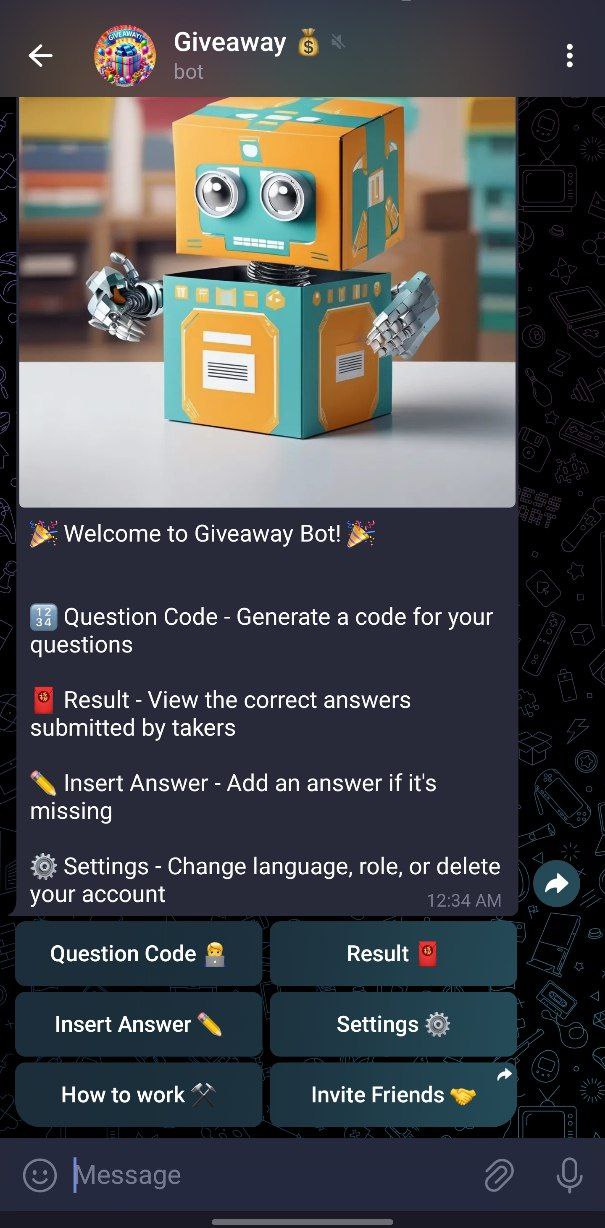 Giveaway 💰
bot
🎉 Welcome to Giveaway Bot! 🎉
🔢 Question Code - Generate a code for your
questions
🧧 Result - View the correct answers
submitted by takers
✏️ Insert Answer - Add an answer if it's
missing
⚙️ Settings - Change language, role, or delete
your account
12:34 AM
Question Code 🧑‍💻
Result 🧧
Insert Answer ✏️
Settings ⚙️
How to work ⚒️
Invite Friends 🤝
Message